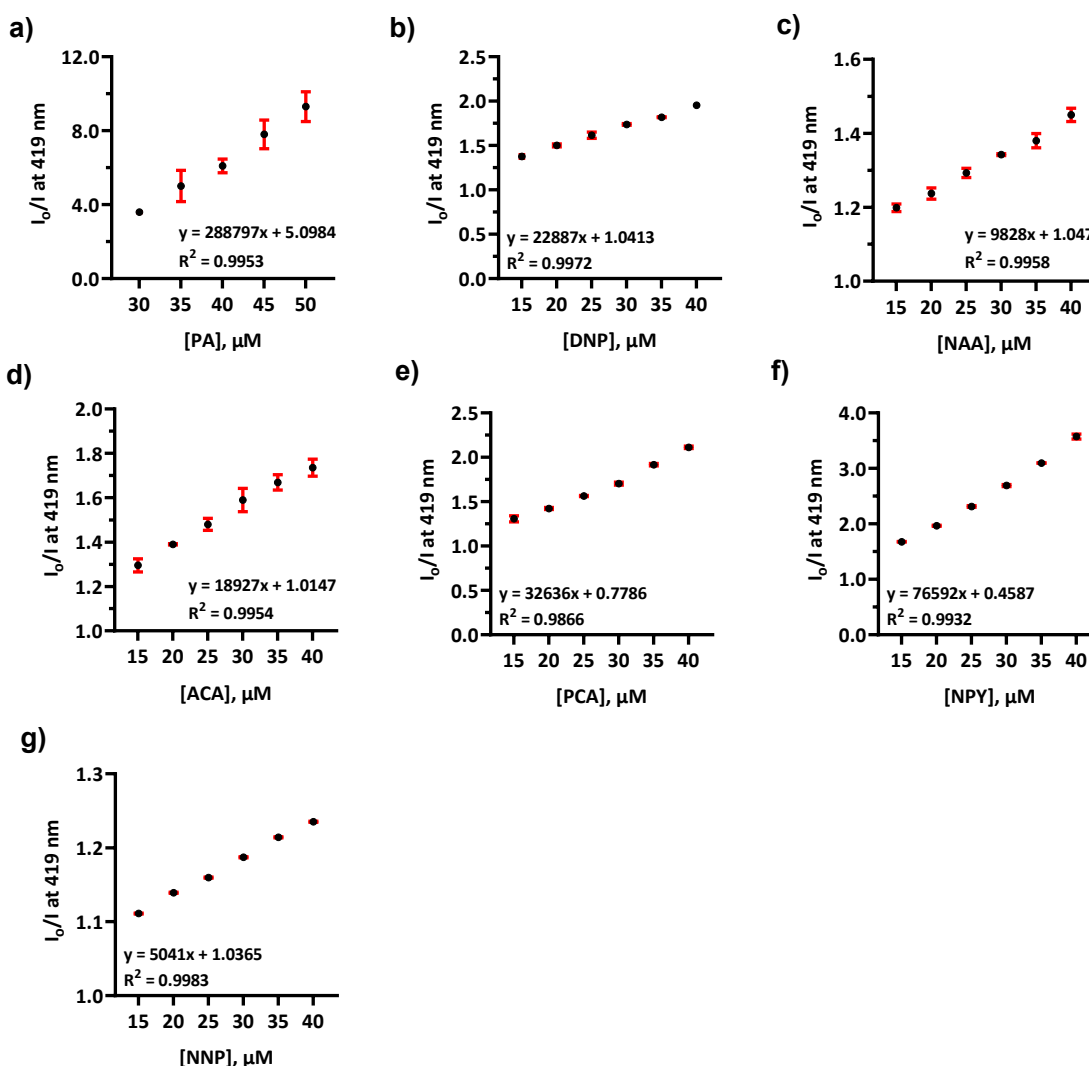 a)
12.0
8.0
4.0
0.0
I₀/I at 419 nm
y = 288797x + 5.0984
R² = 0.9953
30 35 40 45 50
[PA], µM
b)
2.5
2.0
1.5
1.0
0.5
0.0
I₀/I at 419 nm
y = 22887x + 1.0413
R² = 0.9972
15 20 25 30 35 40
[DNP], µM
c)
1.6
1.4
1.2
1.0
I₀/I at 419 nm
y = 9828x + 1.047
R² = 0.9958
15 20 25 30 35 40
[NAA], µM
d)
2.0
1.8
1.6
1.4
1.2
1.0
I₀/I at 419 nm
y = 18927x + 1.0147
R² = 0.9954
15 20 25 30 35 40
[ACA], µM
e)
2.5
2.0
1.5
1.0
0.5
0.0
I₀/I at 419 nm
y = 32636x + 0.7786
R² = 0.9866
15 20 25 30 35 40
[PCA], µM
f)
4.0
3.0
2.0
1.0
0.0
I₀/I at 419 nm
y = 76592x + 0.4587
R² = 0.9932
15 20 25 30 35 40
[NPY], µM
g)
1.3
1.2
1.1
1.0
I₀/I at 419 nm
y = 5041x + 1.0365
R² = 0.9983
15 20 25 30 35 40
[NNP], µM